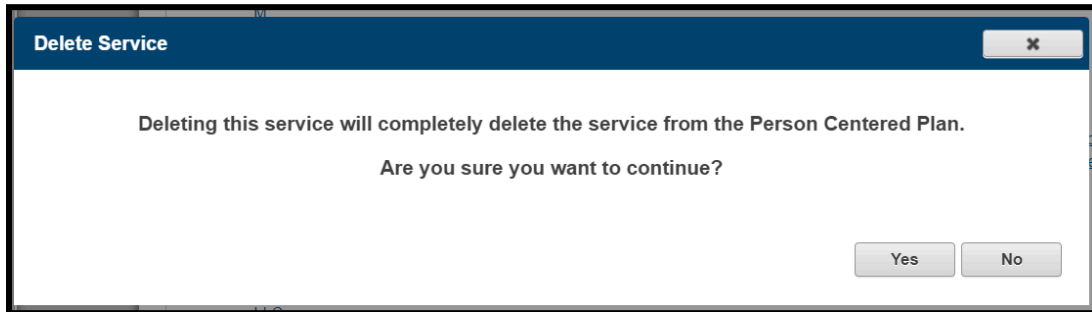 Delete Service
Deleting this service will completely delete the service from the Person Centered Plan.
Are you sure you want to continue?
Yes No